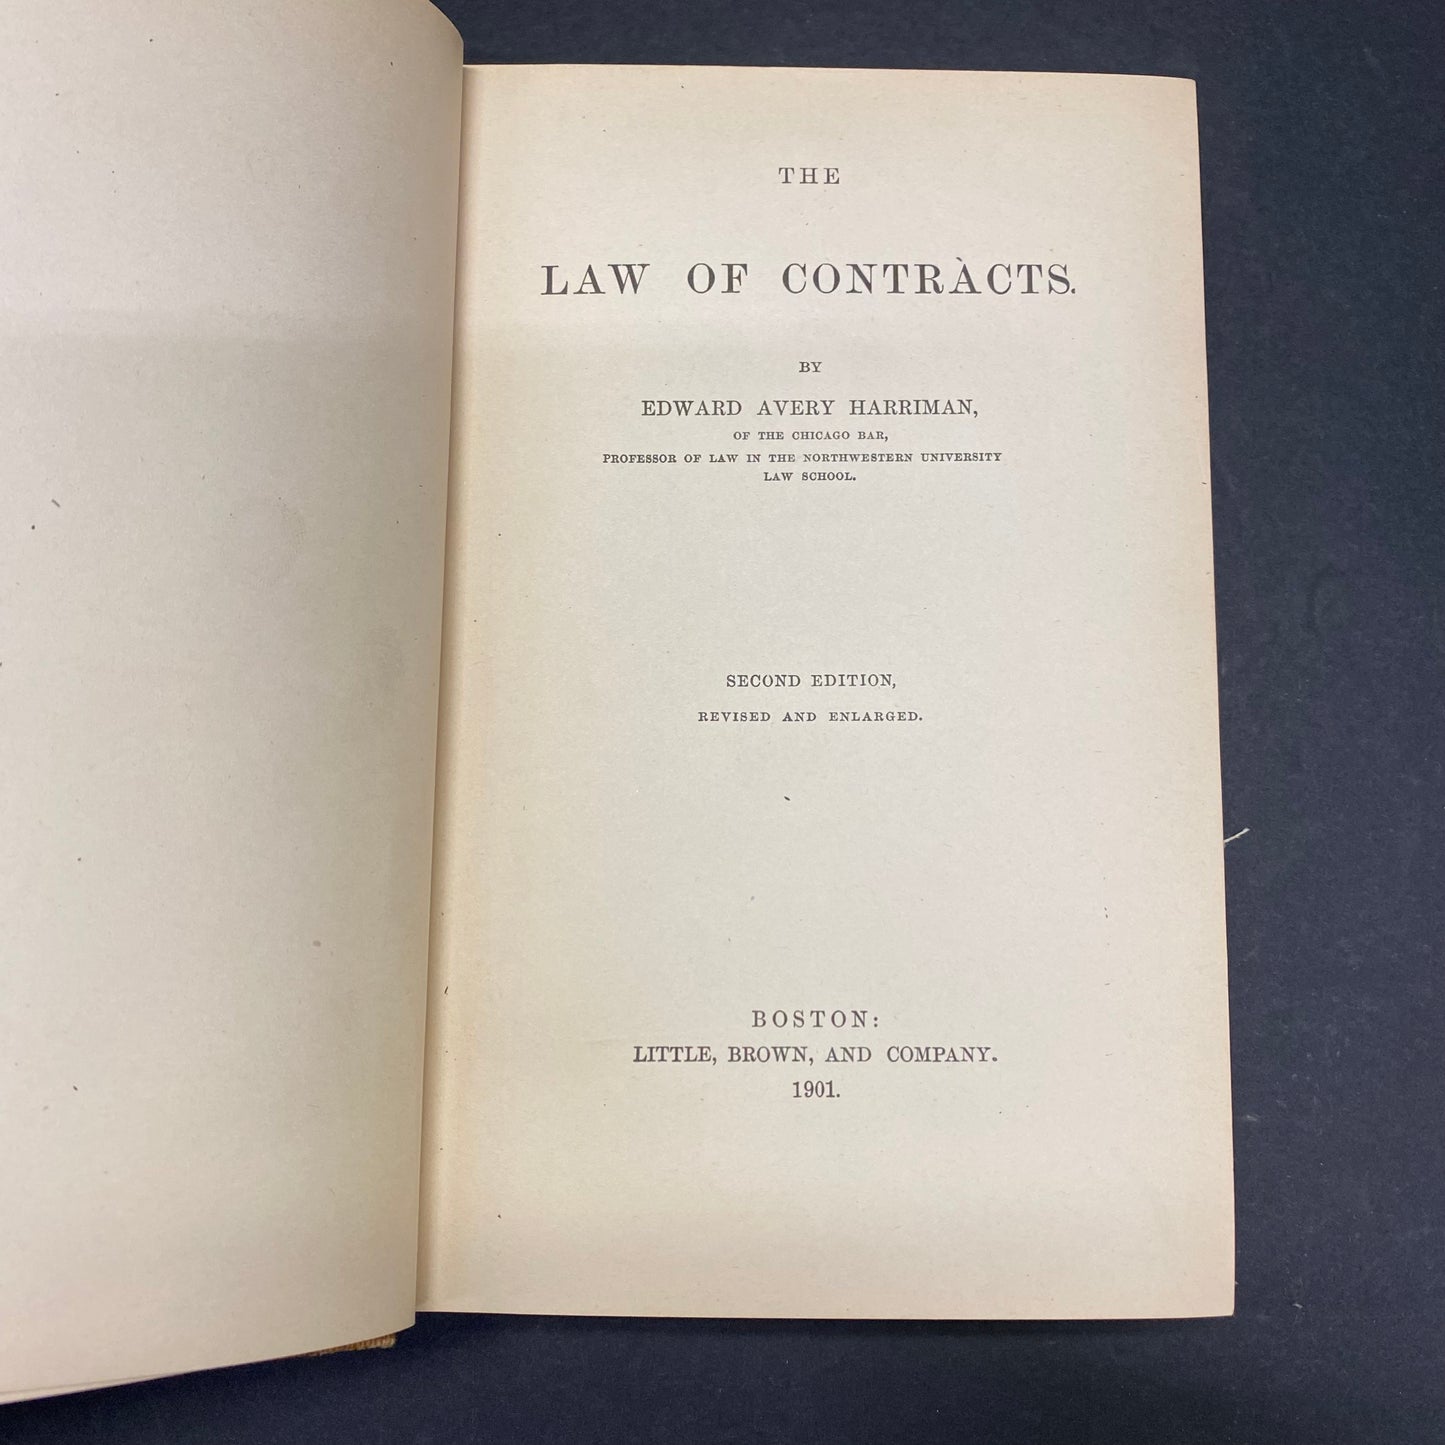 THE
LAW OF CONTRACTS.
BY
EDWARD AVERY HARRIMAN,
OF THE CHICAGO BAR,
PROFESSOR OF LAW IN THE NORTHWESTERN UNIVERSITY
LAW SCHOOL.
SECOND EDITION,
REVISED AND ENLARGED.
BOSTON:
LITTLE, BROWN, AND COMPANY.
1901.